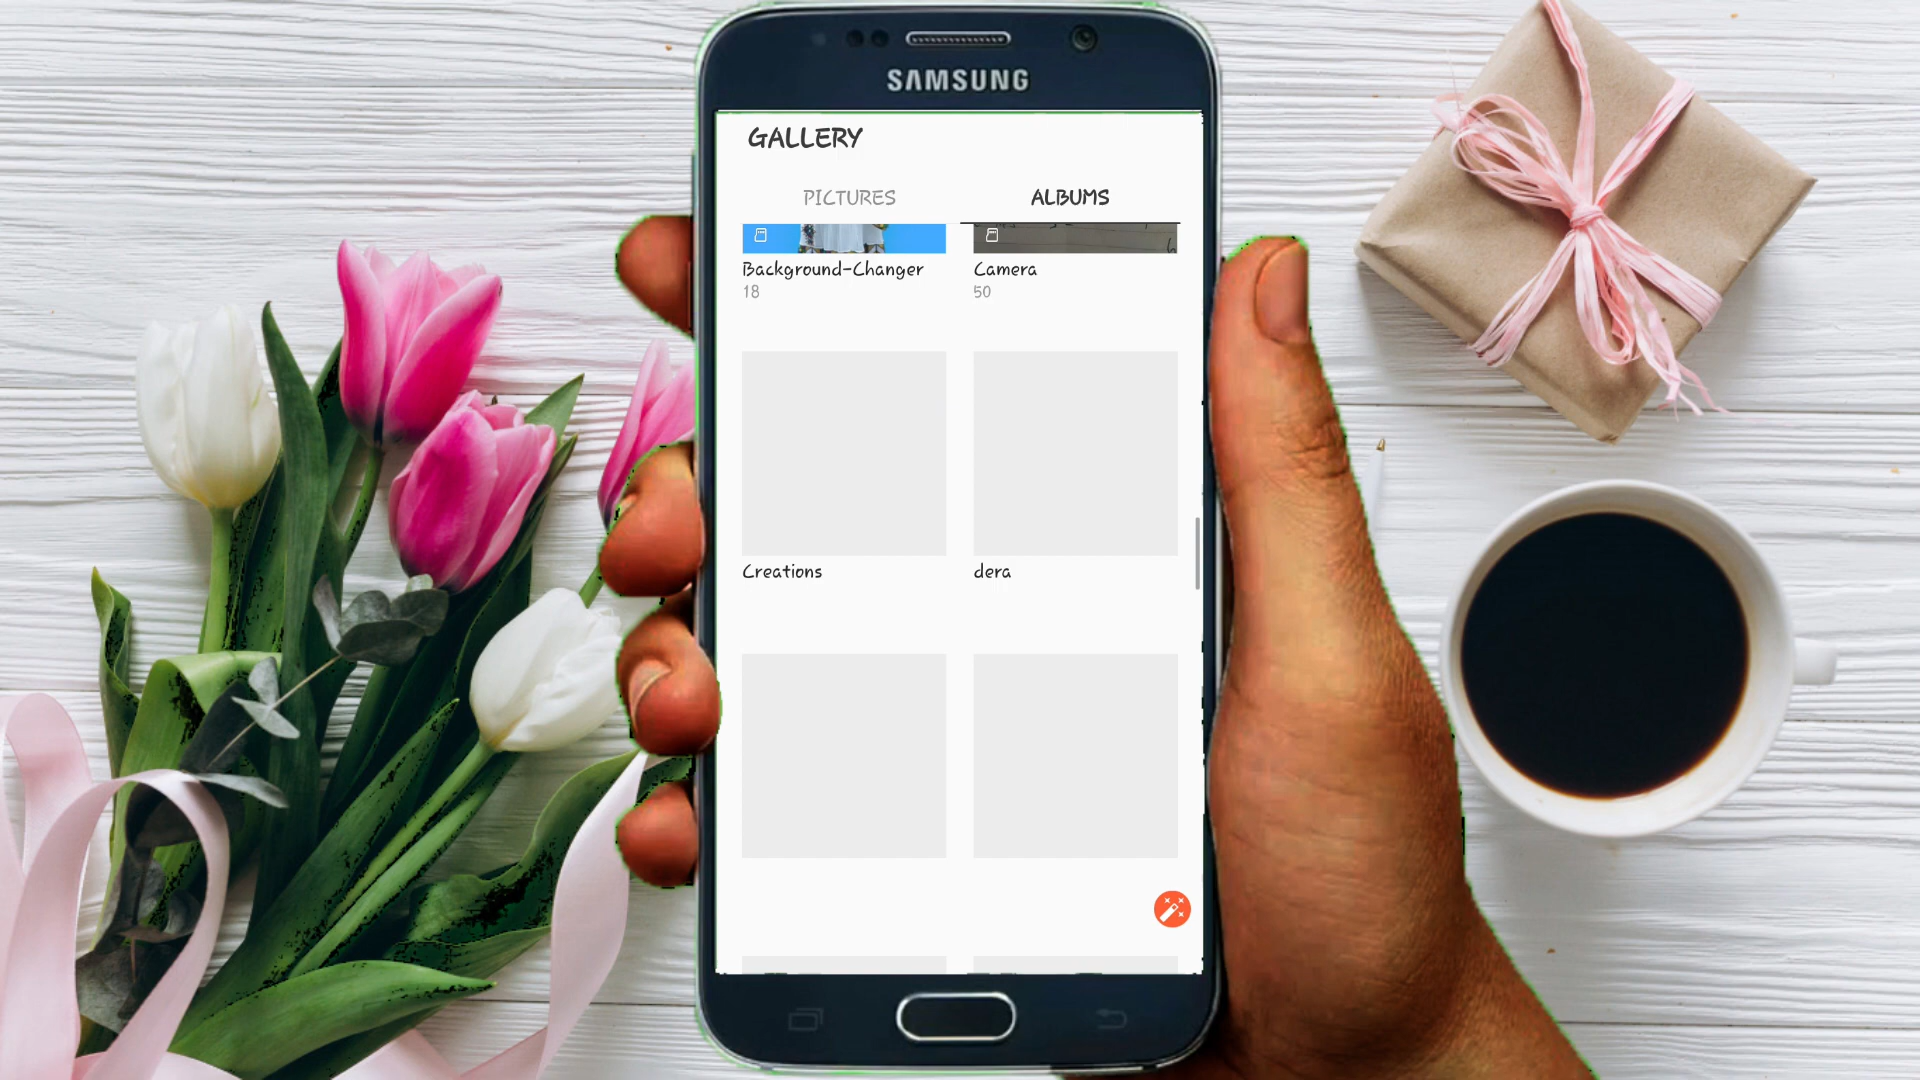 SAMSUNG
GALLERY
PICTURES ALBUMS
Background-Changer Camera
18 50
Creations dera